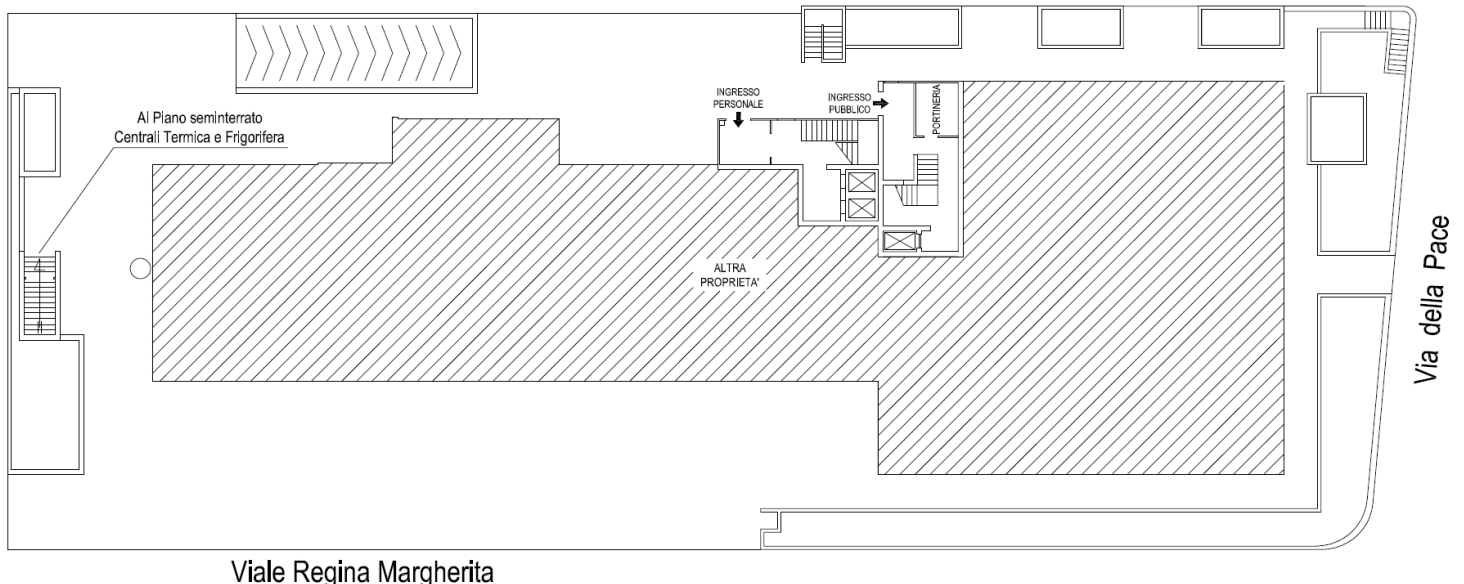 INGRESSO
PERSONALE
INGRESSO
PUBBLICO
PORTINERIA
Al Piano seminterrato
Centrali Termica e Frigorifera
ALTRA
PROPRIETA'
Via della Pace
Viale Regina Margherita